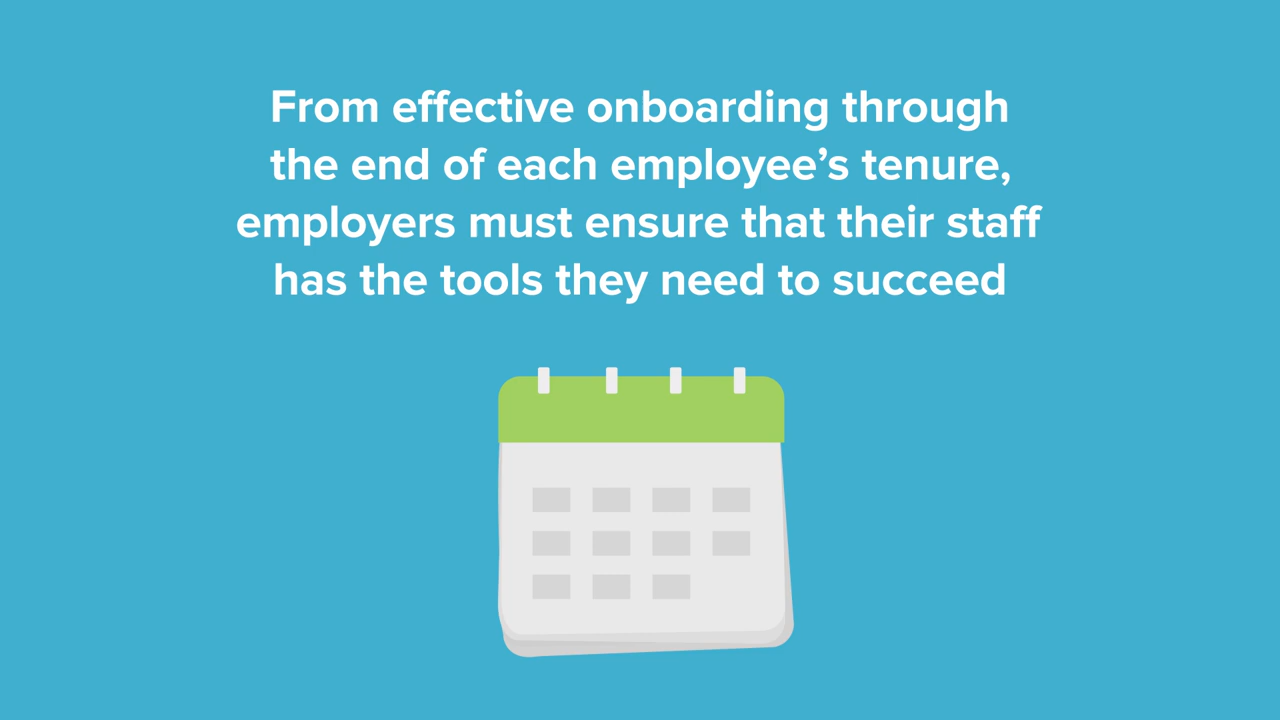 From effective onboarding through
the end of each employee’s tenure,
employers must ensure that their staff
has the tools they need to succeed